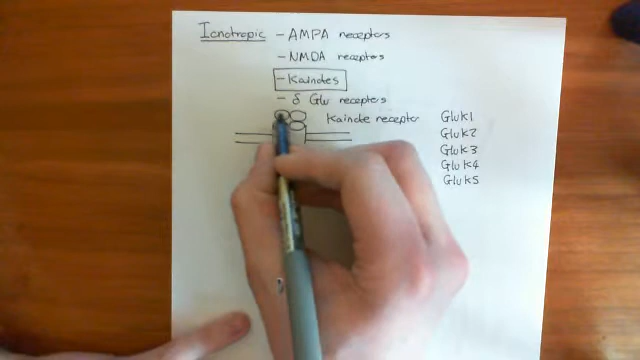 Ionotropic - AMPA receptors
- NMDA receptors
- Kainates
- δ Glu receptors
Kainate receptor GluK1
GluK2
GluK3
GluK4
GluK5